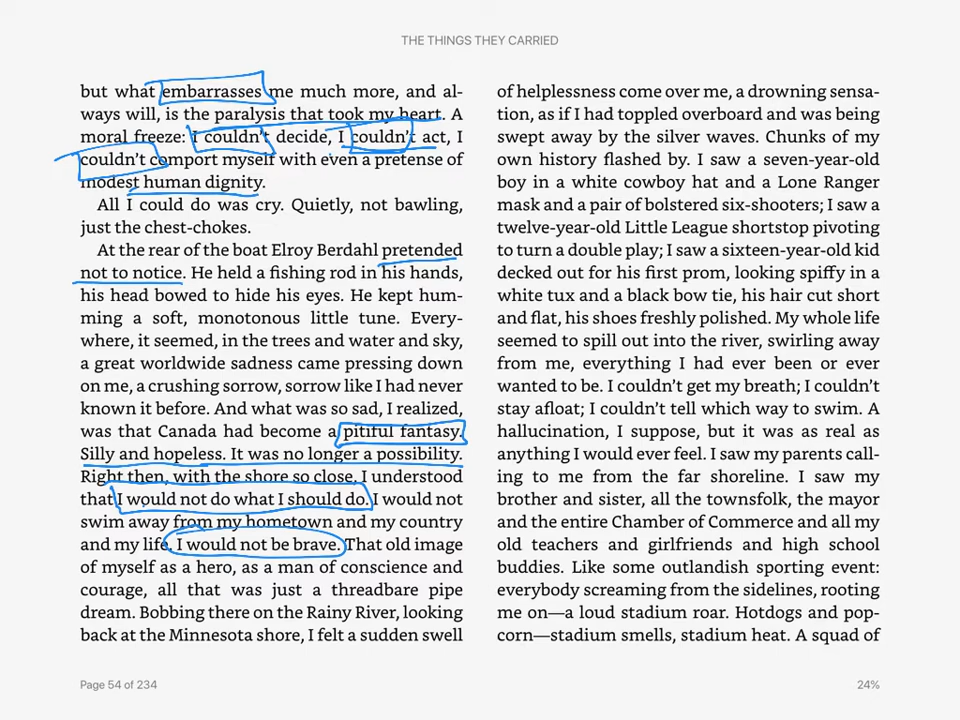 THE THINGS THEY CARRIED
but what embarrasses me much more, and al-
ways will, is the paralysis that took my heart. A
moral freeze: I couldn't decide, I couldn't act, I
couldn't comport myself with even a pretense of
modest human dignity.
All I could do was cry. Quietly, not bawling,
just the chest-chokes.
At the rear of the boat Elroy Berdahl pretended
not to notice. He held a fishing rod in his hands,
his head bowed to hide his eyes. He kept hum-
ming a soft, monotonous little tune. Every-
where, it seemed, in the trees and water and sky,
a great worldwide sadness came pressing down
on me, a crushing sorrow, sorrow like I had never
known it before. And what was so sad, I realized,
was that Canada had become a pitiful fantasy.
Silly and hopeless. It was no longer a possibility.
Right then, with the shore so close, I understood
that I would not do what I should do. I would not
swim away from my hometown and my country
and my life. I would not be brave. That old image
of myself as a hero, as a man of conscience and
courage, all that was just a threadbare pipe
dream. Bobbing there on the Rainy River, looking
back at the Minnesota shore, I felt a sudden swell
of helplessness come over me, a drowning sensa-
tion, as if I had toppled overboard and was being
swept away by the silver waves. Chunks of my
own history flashed by. I saw a seven-year-old
boy in a white cowboy hat and a Lone Ranger
mask and a pair of bolstered six-shooters; I saw a
twelve-year-old Little League shortstop pivoting
to turn a double play; I saw a sixteen-year-old kid
decked out for his first prom, looking spiffy in a
white tux and a black bow tie, his hair cut short
and flat, his shoes freshly polished. My whole life
seemed to spill out into the river, swirling away
from me, everything I had ever been or ever
wanted to be. I couldn't get my breath; I couldn't
stay afloat; I couldn't tell which way to swim. A
hallucination, I suppose, but it was as real as
anything I would ever feel. I saw my parents call-
ing to me from the far shoreline. I saw my
brother and sister, all the townsfolk, the mayor
and the entire Chamber of Commerce and all my
old teachers and girlfriends and high school
buddies. Like some outlandish sporting event:
everybody screaming from the sidelines, rooting
me on—a loud stadium roar. Hotdogs and pop-
corn—stadium smells, stadium heat. A squad of
Page 54 of 234
24%